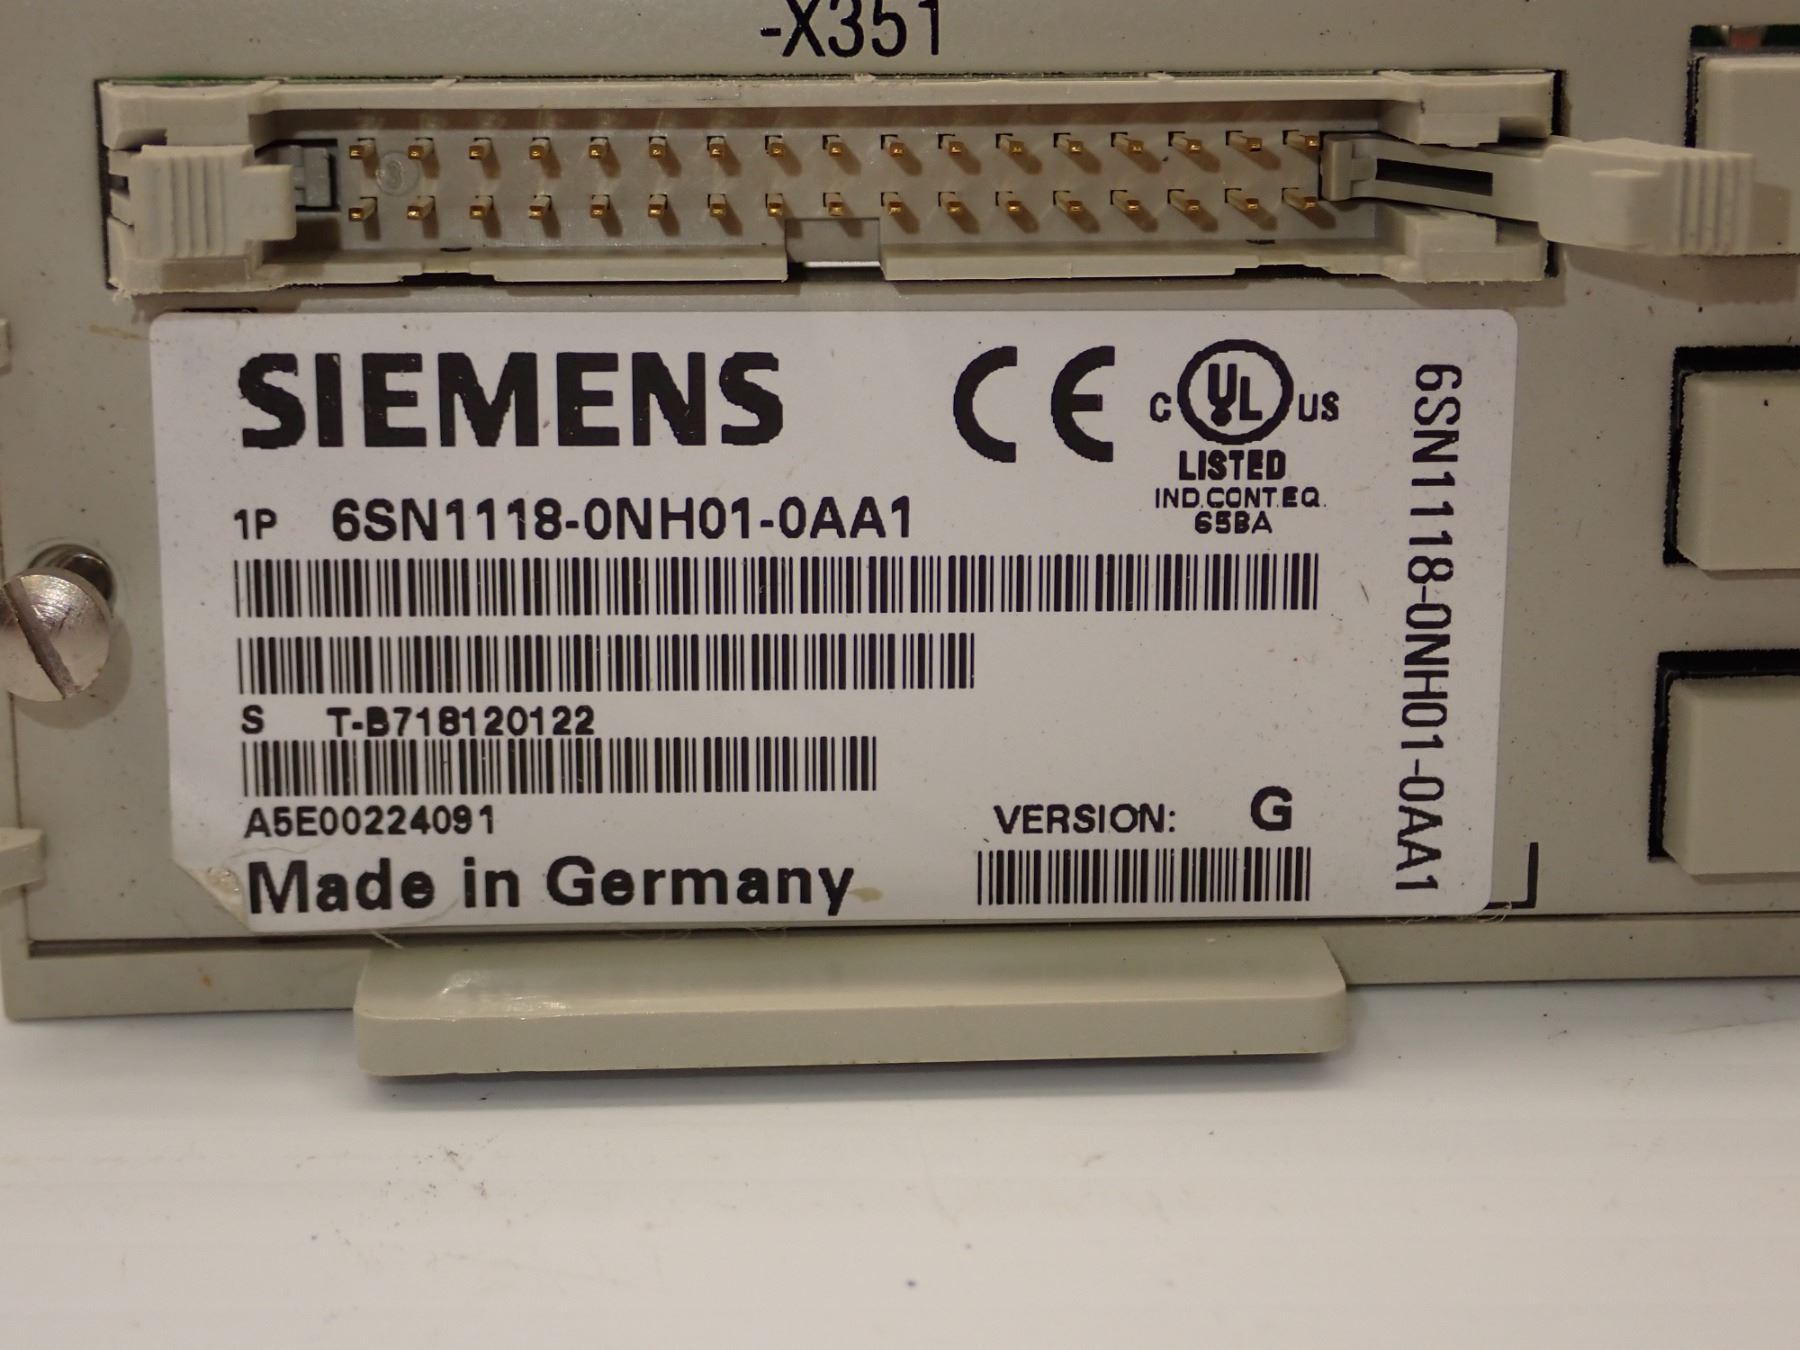 -X351
SIEMENS
CE
C UL US
LISTED
IND.CONT.EQ.
65BA
1P 6SN1118-0NH01-0AA1
S T-B718120122
A5E00224091
VERSION: G
Made in Germany
6SN1118-0NH01-0AA1